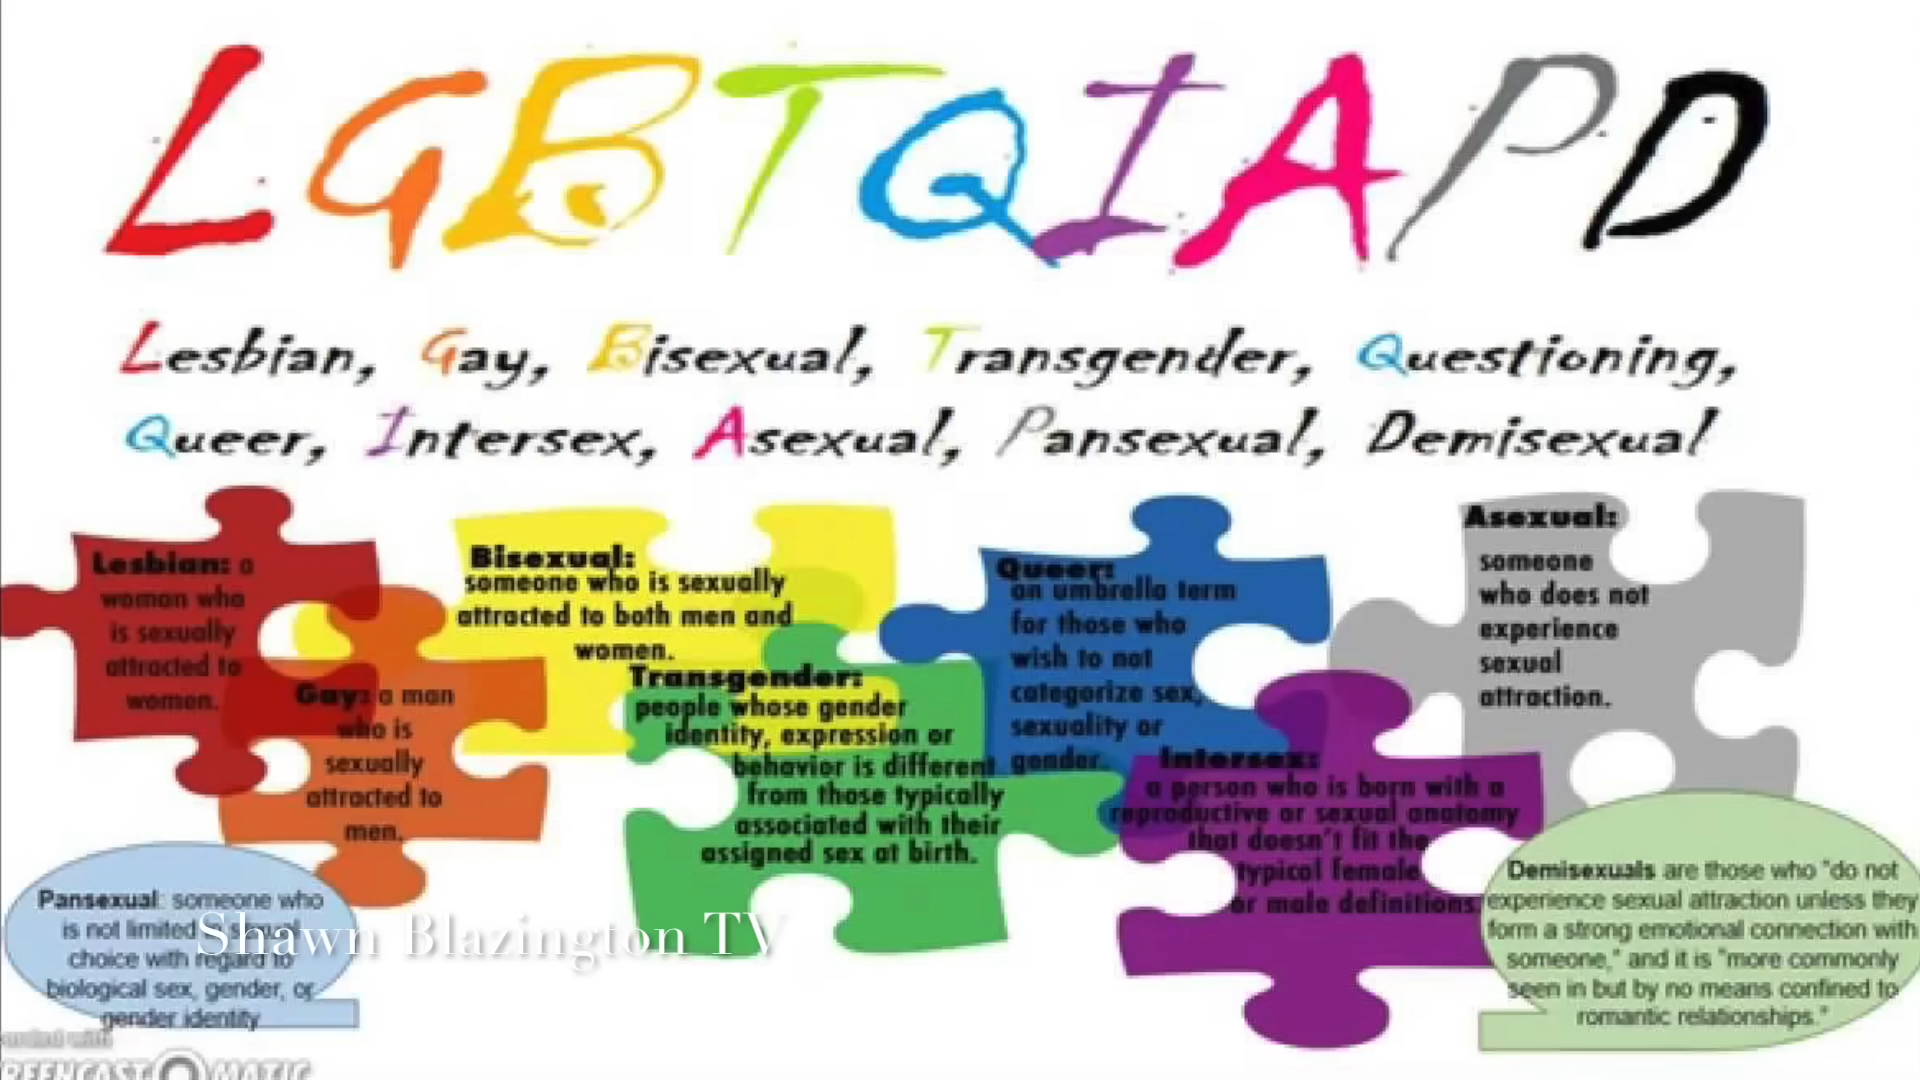 LGBTQIAPD
Lesbian, Gay, Bisexual, Transgender, Questioning,
Queer, Intersex, Asexual, Pansexual, Demisexual
Lesbian: a
woman who
is sexually
attracted to
women.
Gay: a man
who is
sexually
attracted to
men.
Bisexual:
someone who is sexually
attracted to both men and
women.
Transgender:
people whose gender
identity, expression or
behavior is different
from those typically
associated with their
assigned sex at birth.
Queer:
an umbrella term
for those who
wish to not
categorize sex,
sexuality or
gender.
Intersex:
a person who is born with a
reproductive or sexual anatomy
that doesn't fit the
typical female
or male definitions.
Asexual:
someone
who does not
experience
sexual
attraction.
Pansexual: someone who
is not limited in sexual
choice with regard to
biological sex, gender, or
gender identity
Demisexuals are those who "do not
experience sexual attraction unless they
form a strong emotional connection with
someone," and it is "more commonly
seen in but by no means confined to
romantic relationships."
Shawn Blazington TV
with